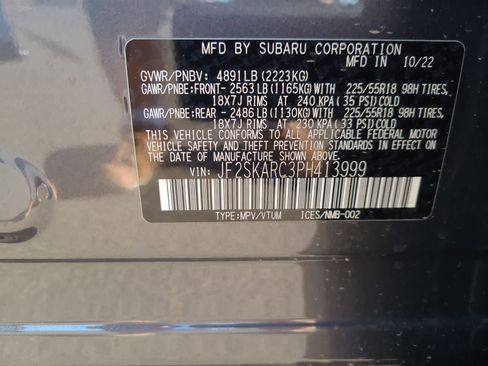 MFD BY SUBARU CORPORATION
MFD IN 10/22
GVWR/PNBV: 4891LB(2223KG)
GAWR/PNBE:FRONT- 2563LB(1165KG)WITH 225/55R18 98H TIRES,
18X7J RIMS AT 240 KPA(35 PSI)COLD
GAWR/PNBE:REAR- 2486LB(1130KG)WITH 225/55R18 98H TIRES,
18X7J RIMS AT 230 KPA(33 PSI)COLD
THIS VEHICLE CONFORMS TO ALL APPLICABLE FEDERAL MOTOR
VEHICLE SAFETY AND THEFT PREVENTION STANDARDS IN EFFECT
ON THE DATE OF MANUFACTURE SHOWN ABOVE.
VIN: JF2SKARC3PH413999
TYPE:MPV/VTUM ICES/NMB-002